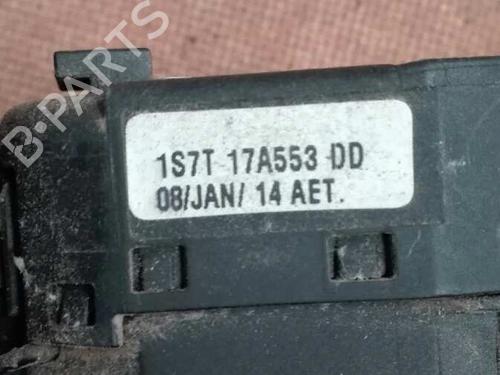 B-PARTS
1S7T 17A553 DD
08/JAN/ 14 AET.